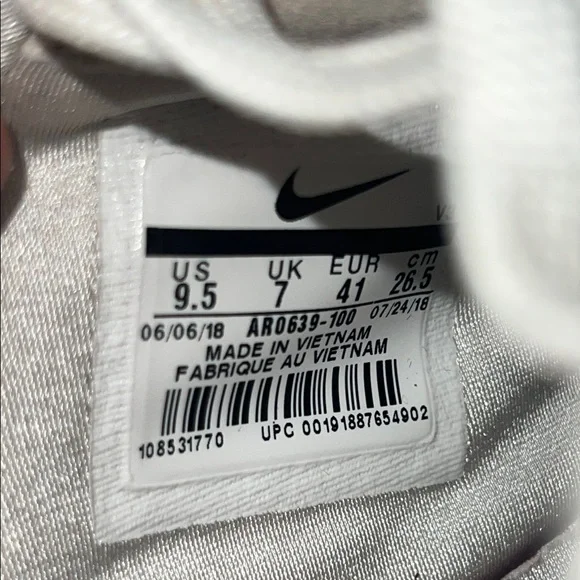 US UK EUR cm
9.5 7 41 26.5
06/06/18 AR0639-100 07/24/18
MADE IN VIETNAM
FABRIQUE AU VIETNAM
108531770 UPC 00191887654902